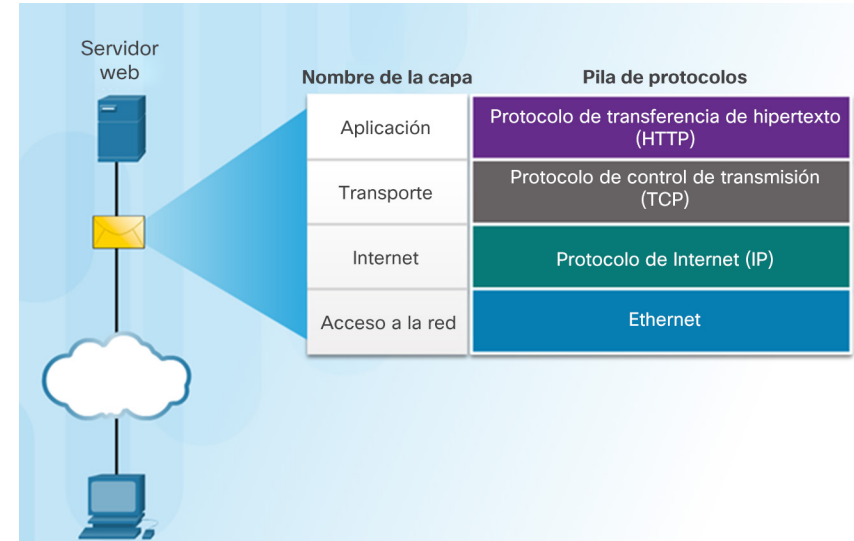 Servidor
web
Nombre de la capa
Pila de protocolos
Aplicación
Protocolo de transferencia de hipertexto
(HTTP)
Transporte
Protocolo de control de transmisión
(TCP)
Internet
Protocolo de Internet (IP)
Acceso a la red
Ethernet